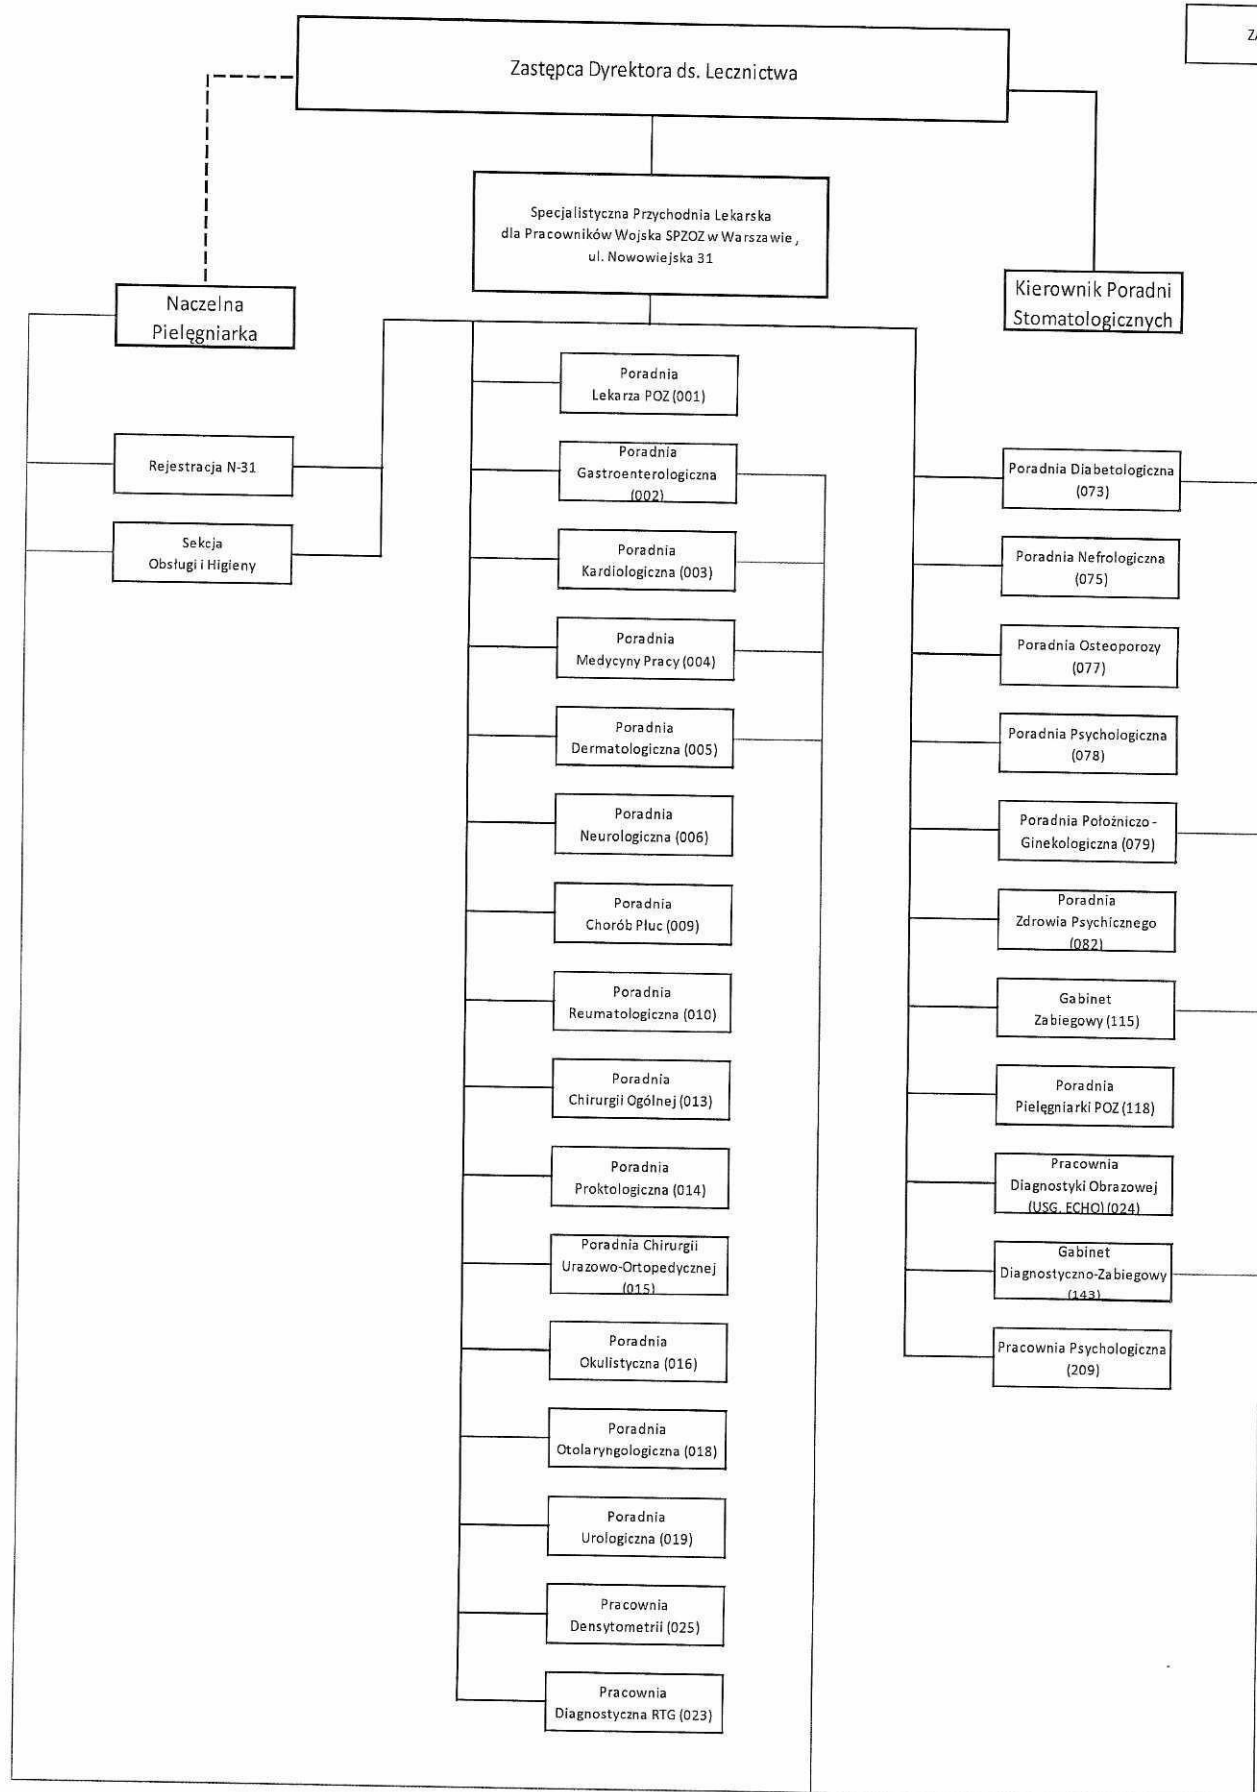 ZA
Zastępca Dyrektora ds. Lecznictwa
Specjalistyczna Przychodnia Lekarska
dla Pracowników Wojska SPZOZ w Warszawie ,
ul. Nowowiejska 31
Naczelna
Pielęgniarka
Kierownik Poradni
Stomatologicznych
Rejestracja N-31
Sekcja
Obsługi i Higieny
Poradnia
Lekarza POZ (001)
Poradnia
Gastroenterologiczna
(002)
Poradnia
Kardiologiczna (003)
Poradnia
Medycyny Pracy (004)
Poradnia
Dermatologiczna (005)
Poradnia
Neurologiczna (006)
Poradnia
Chorób Płuc (009)
Poradnia
Reumatologiczna (010)
Poradnia
Chirurgii Ogólnej (013)
Poradnia
Proktologiczna (014)
Poradnia Chirurgii
Urazowo-Ortopedycznej
(015)
Poradnia
Okulistyczna (016)
Poradnia
Otolaryngologiczna (018)
Poradnia
Urologiczna (019)
Pracownia
Densytometrii (025)
Pracownia
Diagnostyczna RTG (023)
Poradnia Diabetologiczna
(073)
Poradnia Nefrologiczna
(075)
Poradnia Osteoporozy
(077)
Poradnia Psychologiczna
(078)
Poradnia Położniczo -
Ginekologiczna (079)
Poradnia
Zdrowia Psychicznego
(082)
Gabinet
Zabiegowy (115)
Poradnia
Pielęgniarki POZ (118)
Pracownia
Diagnostyki Obrazowej
(USG, ECHO) (024)
Gabinet
Diagnostyczno-Zabiegowy
(143)
Pracownia Psychologiczna
(209)